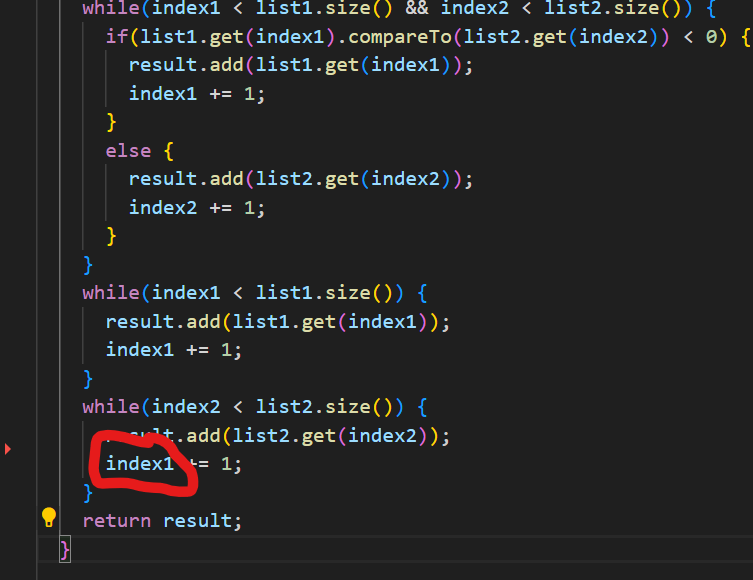 while(index1 < list1.size() && index2 < list2.size()) {
if(list1.get(index1).compareTo(list2.get(index2)) < 0) {
result.add(list1.get(index1));
index1 += 1;
}
else {
result.add(list2.get(index2));
index2 += 1;
}
}
while(index1 < list1.size()) {
result.add(list1.get(index1));
index1 += 1;
}
while(index2 < list2.size()) {
result.add(list2.get(index2));
index1 += 1;
}
return result;
}